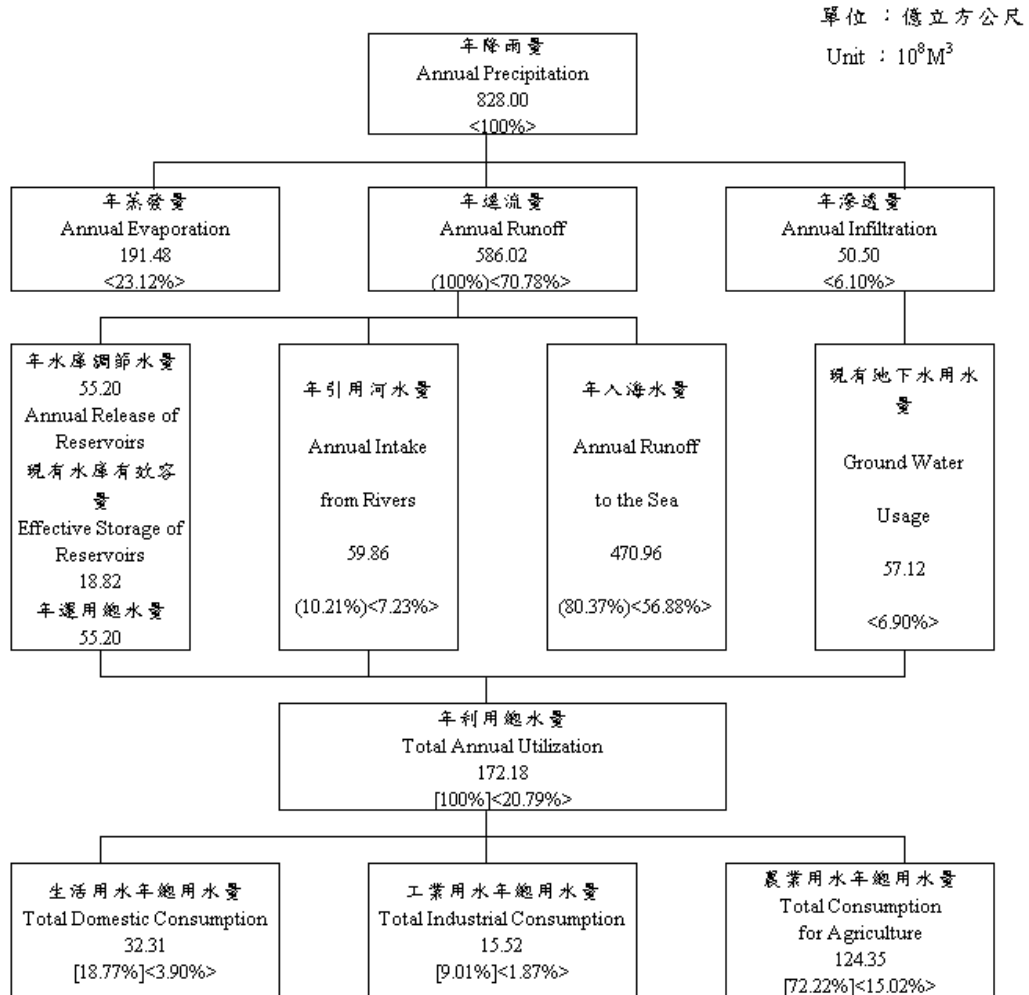 單位：億立方公尺
Unit：10⁸M³
年降雨量
Annual Precipitation
828.00
<100%>
年蒸發量
Annual Evaporation
191.48
<23.12%>
年逕流量
Annual Runoff
586.02
(100%)<70.78%>
年滲透量
Annual Infiltration
50.50
<6.10%>
年水庫調節水量
55.20
Annual Release of
Reservoirs
現有水庫有效容
量
Effective Storage of
Reservoirs
18.82
年運用總水量
55.20
年引用河水量
Annual Intake
from Rivers
59.86
(10.21%)<7.23%>
年入海水量
Annual Runoff
to the Sea
470.96
(80.37%)<56.88%>
現有地下水用水
量
Ground Water
Usage
57.12
<6.90%>
年利用總水量
Total Annual Utilization
172.18
[100%]<20.79%>
生活用水年總用水量
Total Domestic Consumption
32.31
[18.77%]<3.90%>
工業用水年總用水量
Total Industrial Consumption
15.52
[9.01%]<1.87%>
農業用水年總用水量
Total Consumption
for Agriculture
124.35
[72.22%]<15.02%>